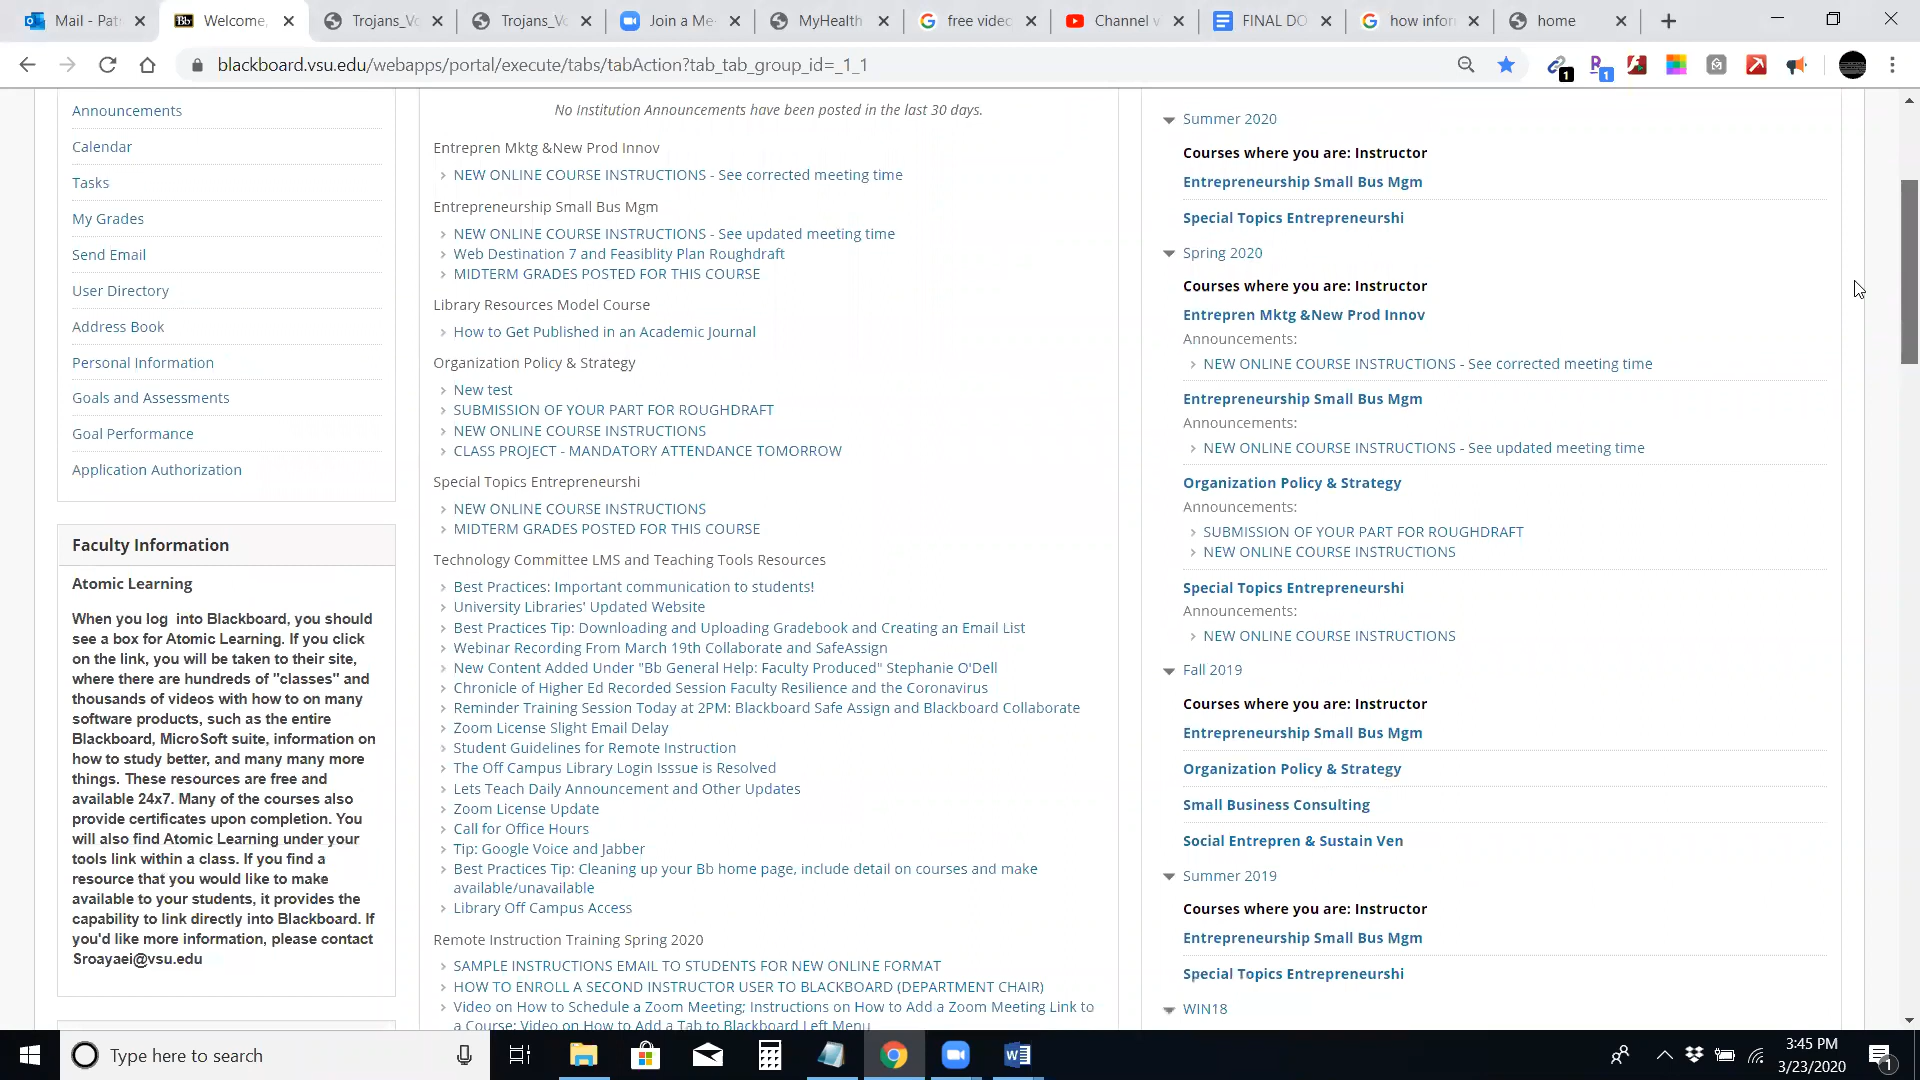 Mail - Pat
Welcome,
Trojans_Vo
Trojans_Vo
Join a Me
MyHealth
free video
Channel v
FINAL DO
how infor
home
blackboard.vsu.edu/webapps/portal/execute/tabs/tabAction?tab_tab_group_id=_1_1
Announcements
Calendar
Tasks
My Grades
Send Email
User Directory
Address Book
Personal Information
Goals and Assessments
Goal Performance
Application Authorization
Faculty Information
Atomic Learning
When you log into Blackboard, you should
see a box for Atomic Learning. If you click
on the link, you will be taken to their site,
where there are hundreds of "classes" and
thousands of videos with how to on many
software products, such as the entire
Blackboard, MicroSoft suite, information on
how to study better, and many many more
things. These resources are free and
available 24x7. Many of the courses also
provide certificates upon completion. You
will also find Atomic Learning under your
tools link within a class. If you find a
resource that you would like to make
available to your students, it provides the
capability to link directly into Blackboard. If
you'd like more information, please contact
Sroayaei@vsu.edu
No Institution Announcements have been posted in the last 30 days.
Entrepren Mktg &New Prod Innov
NEW ONLINE COURSE INSTRUCTIONS - See corrected meeting time
Entrepreneurship Small Bus Mgm
NEW ONLINE COURSE INSTRUCTIONS - See updated meeting time
Web Destination 7 and Feasiblity Plan Roughdraft
MIDTERM GRADES POSTED FOR THIS COURSE
Library Resources Model Course
How to Get Published in an Academic Journal
Organization Policy & Strategy
New test
SUBMISSION OF YOUR PART FOR ROUGHDRAFT
NEW ONLINE COURSE INSTRUCTIONS
CLASS PROJECT - MANDATORY ATTENDANCE TOMORROW
Special Topics Entrepreneurshi
NEW ONLINE COURSE INSTRUCTIONS
MIDTERM GRADES POSTED FOR THIS COURSE
Technology Committee LMS and Teaching Tools Resources
Best Practices: Important communication to students!
University Libraries' Updated Website
Best Practices Tip: Downloading and Uploading Gradebook and Creating an Email List
Webinar Recording From March 19th Collaborate and SafeAssign
New Content Added Under "Bb General Help: Faculty Produced" Stephanie O'Dell
Chronicle of Higher Ed Recorded Session Faculty Resilience and the Coronavirus
Reminder Training Session Today at 2PM: Blackboard Safe Assign and Blackboard Collaborate
Zoom License Slight Email Delay
Student Guidelines for Remote Instruction
The Off Campus Library Login Isssue is Resolved
Lets Teach Daily Announcement and Other Updates
Zoom License Update
Call for Office Hours
Tip: Google Voice and Jabber
Best Practices Tip: Cleaning up your Bb home page, include detail on courses and make
available/unavailable
Library Off Campus Access
Remote Instruction Training Spring 2020
SAMPLE INSTRUCTIONS EMAIL TO STUDENTS FOR NEW ONLINE FORMAT
HOW TO ENROLL A SECOND INSTRUCTOR USER TO BLACKBOARD (DEPARTMENT CHAIR)
Video on How to Schedule a Zoom Meeting; Instructions on How to Add a Zoom Meeting Link to
a Course; Video on How to Add a Tab to Blackboard Left Menu
Summer 2020
Courses where you are: Instructor
Entrepreneurship Small Bus Mgm
Special Topics Entrepreneurshi
Spring 2020
Courses where you are: Instructor
Entrepren Mktg &New Prod Innov
Announcements:
NEW ONLINE COURSE INSTRUCTIONS - See corrected meeting time
Entrepreneurship Small Bus Mgm
Announcements:
NEW ONLINE COURSE INSTRUCTIONS - See updated meeting time
Organization Policy & Strategy
Announcements:
SUBMISSION OF YOUR PART FOR ROUGHDRAFT
NEW ONLINE COURSE INSTRUCTIONS
Special Topics Entrepreneurshi
Announcements:
NEW ONLINE COURSE INSTRUCTIONS
Fall 2019
Courses where you are: Instructor
Entrepreneurship Small Bus Mgm
Organization Policy & Strategy
Small Business Consulting
Social Entrepren & Sustain Ven
Summer 2019
Courses where you are: Instructor
Entrepreneurship Small Bus Mgm
Special Topics Entrepreneurshi
WIN18
Type here to search
3:45 PM
3/23/2020
1